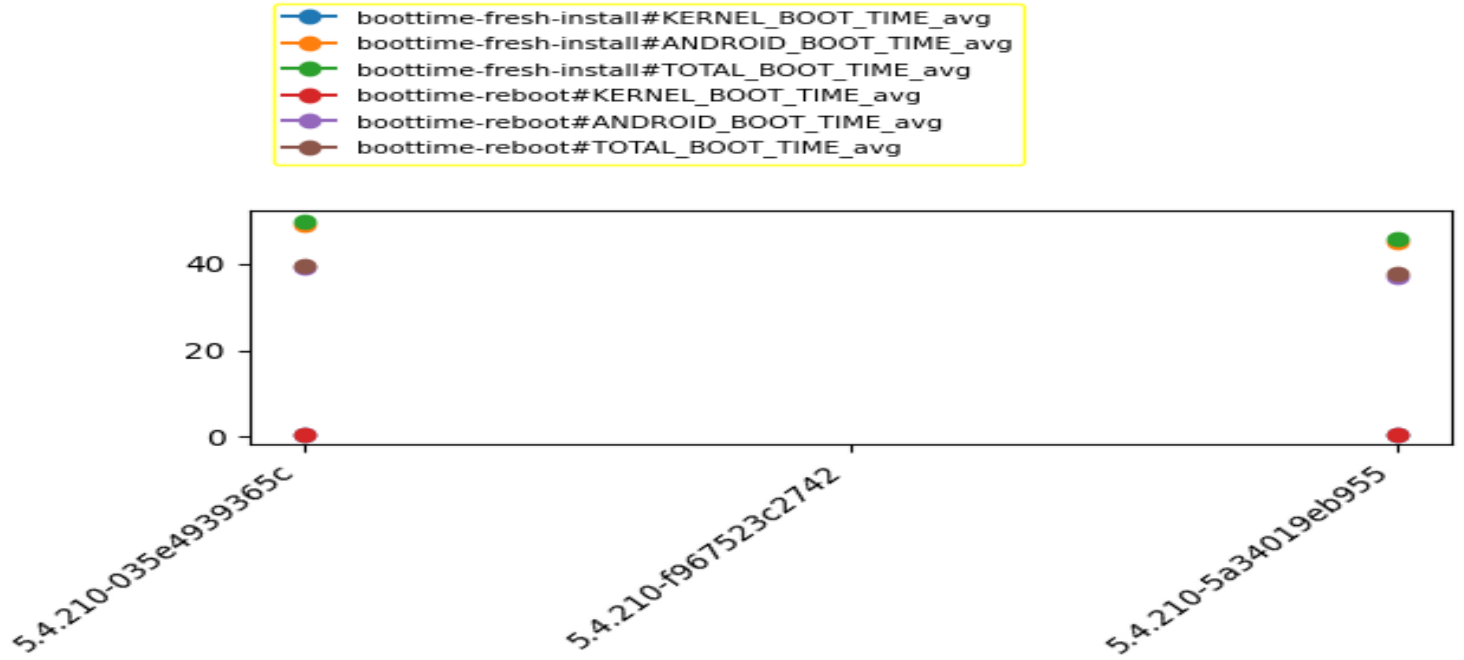 boottime-fresh-install#KERNEL_BOOT_TIME_avg
boottime-fresh-install#ANDROID_BOOT_TIME_avg
boottime-fresh-install#TOTAL_BOOT_TIME_avg
boottime-reboot#KERNEL_BOOT_TIME_avg
boottime-reboot#ANDROID_BOOT_TIME_avg
boottime-reboot#TOTAL_BOOT_TIME_avg
40
20
0
5.4.210-035e4939365c
5.4.210-f967523c2742
5.4.210-5a34019eb955